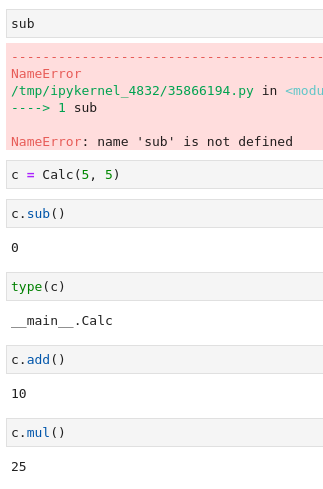 sub
---------------------------------------
NameError
/tmp/ipykernel_4832/35866194.py in <modu
----> 1 sub
NameError: name 'sub' is not defined
c = Calc(5, 5)
c.sub()
0
type(c)
__main__.Calc
c.add()
10
c.mul()
25